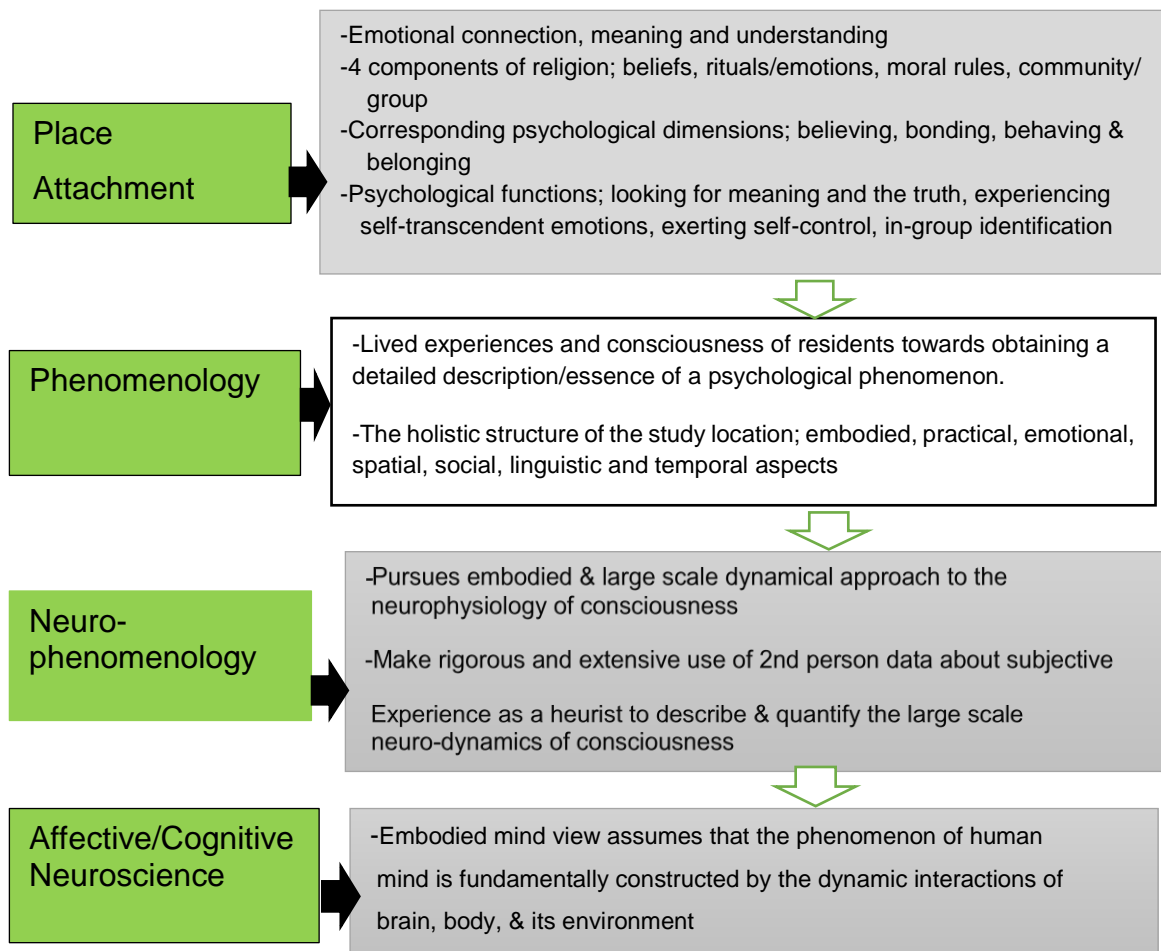 Place
Attachment
-Emotional connection, meaning and understanding
-4 components of religion; beliefs, rituals/emotions, moral rules, community/
group
-Corresponding psychological dimensions; believing, bonding, behaving &
belonging
-Psychological functions; looking for meaning and the truth, experiencing
self-transcendent emotions, exerting self-control, in-group identification
Phenomenology
-Lived experiences and consciousness of residents towards obtaining a
detailed description/essence of a psychological phenomenon.
-The holistic structure of the study location; embodied, practical, emotional,
spatial, social, linguistic and temporal aspects
Neuro-
phenomenology
-Pursues embodied & large scale dynamical approach to the
neurophysiology of consciousness
-Make rigorous and extensive use of 2nd person data about subjective
Experience as a heurist to describe & quantify the large scale
neuro-dynamics of consciousness
Affective/Cognitive
Neuroscience
-Embodied mind view assumes that the phenomenon of human
mind is fundamentally constructed by the dynamic interactions of
brain, body, & its environment